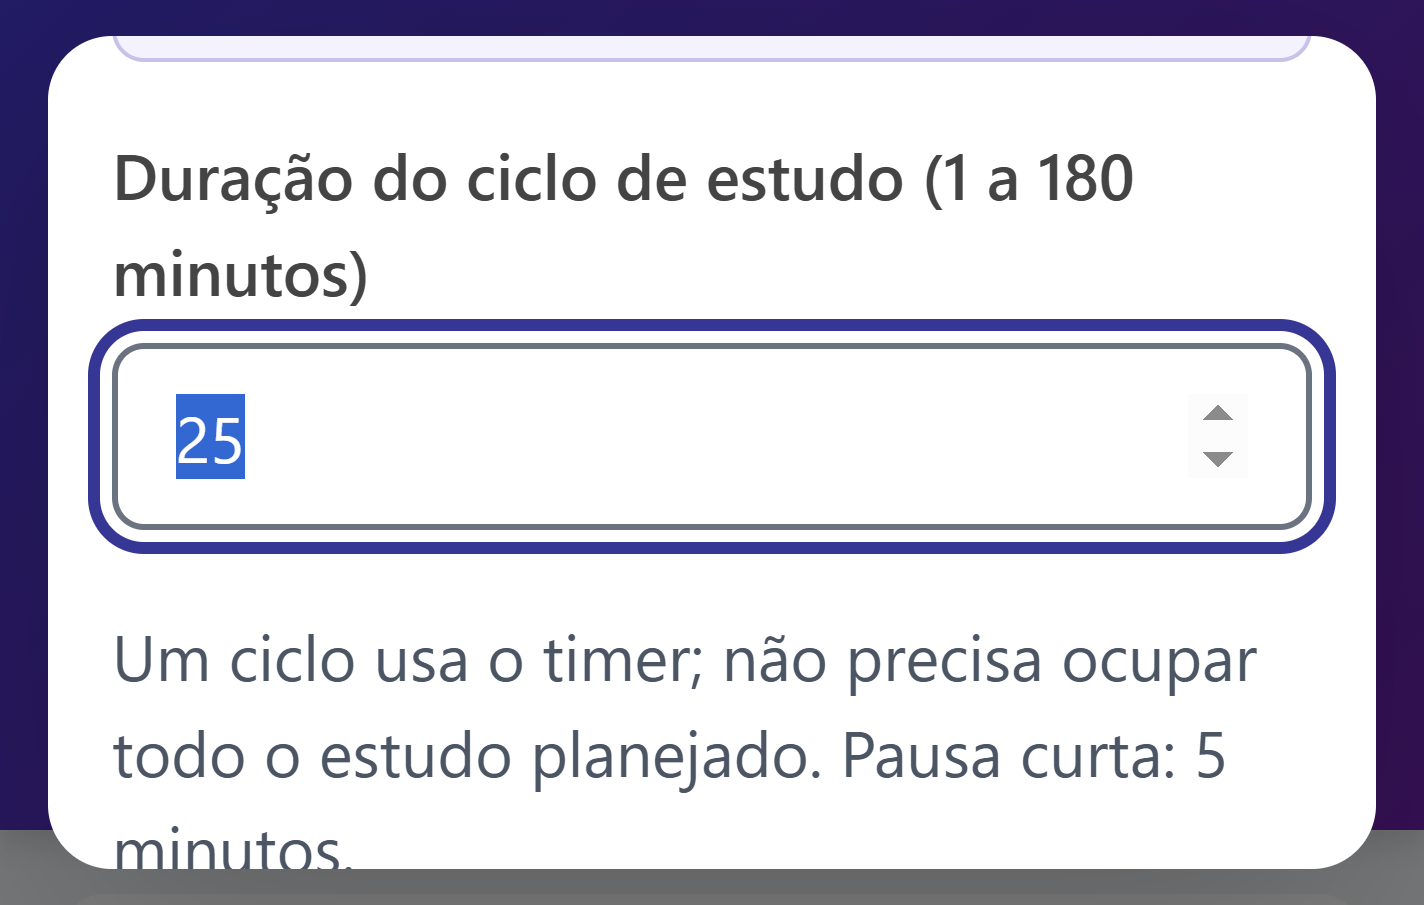 Duração do ciclo de estudo (1 a 180
minutos)
25
Um ciclo usa o timer; não precisa ocupar
todo o estudo planejado. Pausa curta: 5
minutos.